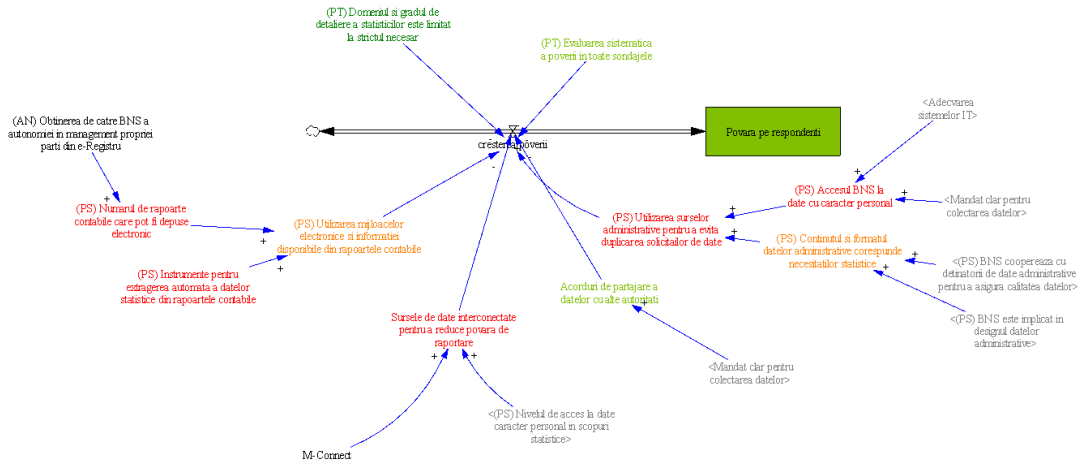 (PT) Domeniul si gradul de
detaliere a statisticilor este limitat
la strictul necesar
(PT) Evaluarea sistematica
a poverii in toate sondajele
(AN) Obtinerea de catre BNS a
autonomiei in management propriei
parti din e-Registru
cresterea poverii
Povara pe respondenti
<Adecvarea
sistemelor IT>
(PS) Accesul BNS la
date cu caracter personal
<Mandat clar pentru
colectarea datelor>
(PS) Numarul de rapoarte
contabile care pot fi depuse
electronic
(PS) Utilizarea mijloacelor
electronice si informatiei
disponibile din rapoartele contabile
(PS) Utilizarea surselor
administrative pentru a evita
duplicarea solicitarilor de date
(PS) Continutul si formatul
datelor administrative corespunde
necesitatilor statistice
<(PS) BNS coopereaza cu
detinatorii de date administrative
pentru a asigura calitatea datelor>
(PS) Instrumente pentru
extragerea automata a datelor
statistice din rapoartele contabile
Acorduri de partajare a
datelor cu alte autoritati
Sursele de date interconectate
pentru a reduce povara de
raportare
<(PS) BNS este implicat in
designul datelor
administrative>
<Mandat clar pentru
colectarea datelor>
<(PS) Nivelul de acces la date
caracter personal in scopuri
statistice>
M-Connect